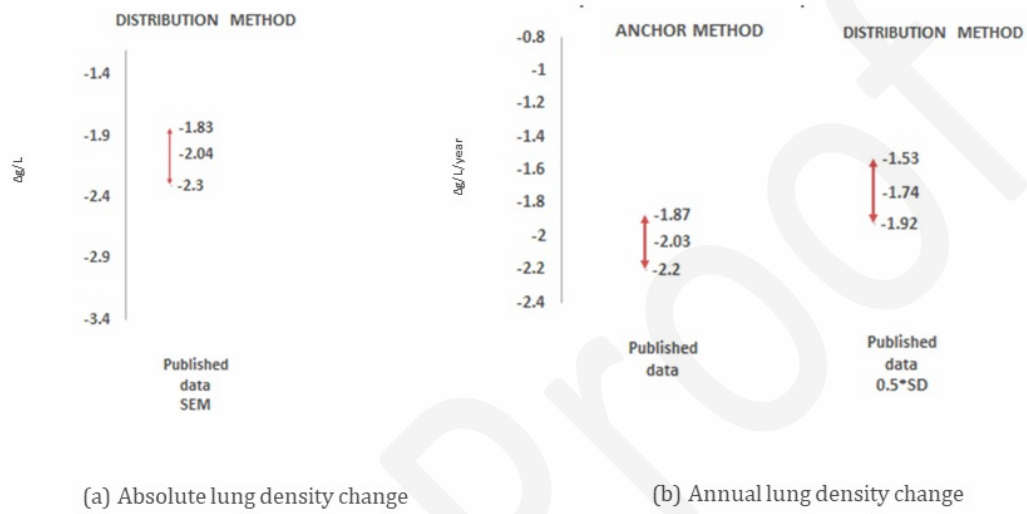 DISTRIBUTION METHOD
-1.4
-1.9
-2.4
-2.9
-3.4
Δg/L
-1.83
-2.04
-2.3
Published
data
SEM
(a) Absolute lung density change
ANCHOR METHOD
DISTRIBUTION METHOD
-0.8
-1
-1.2
-1.4
-1.6
-1.8
-2
-2.2
-2.4
Δg/L/year
-1.87
-2.03
-2.2
Published
data
-1.53
-1.74
-1.92
Published
data
0.5*SD
(b) Annual lung density change
Proof